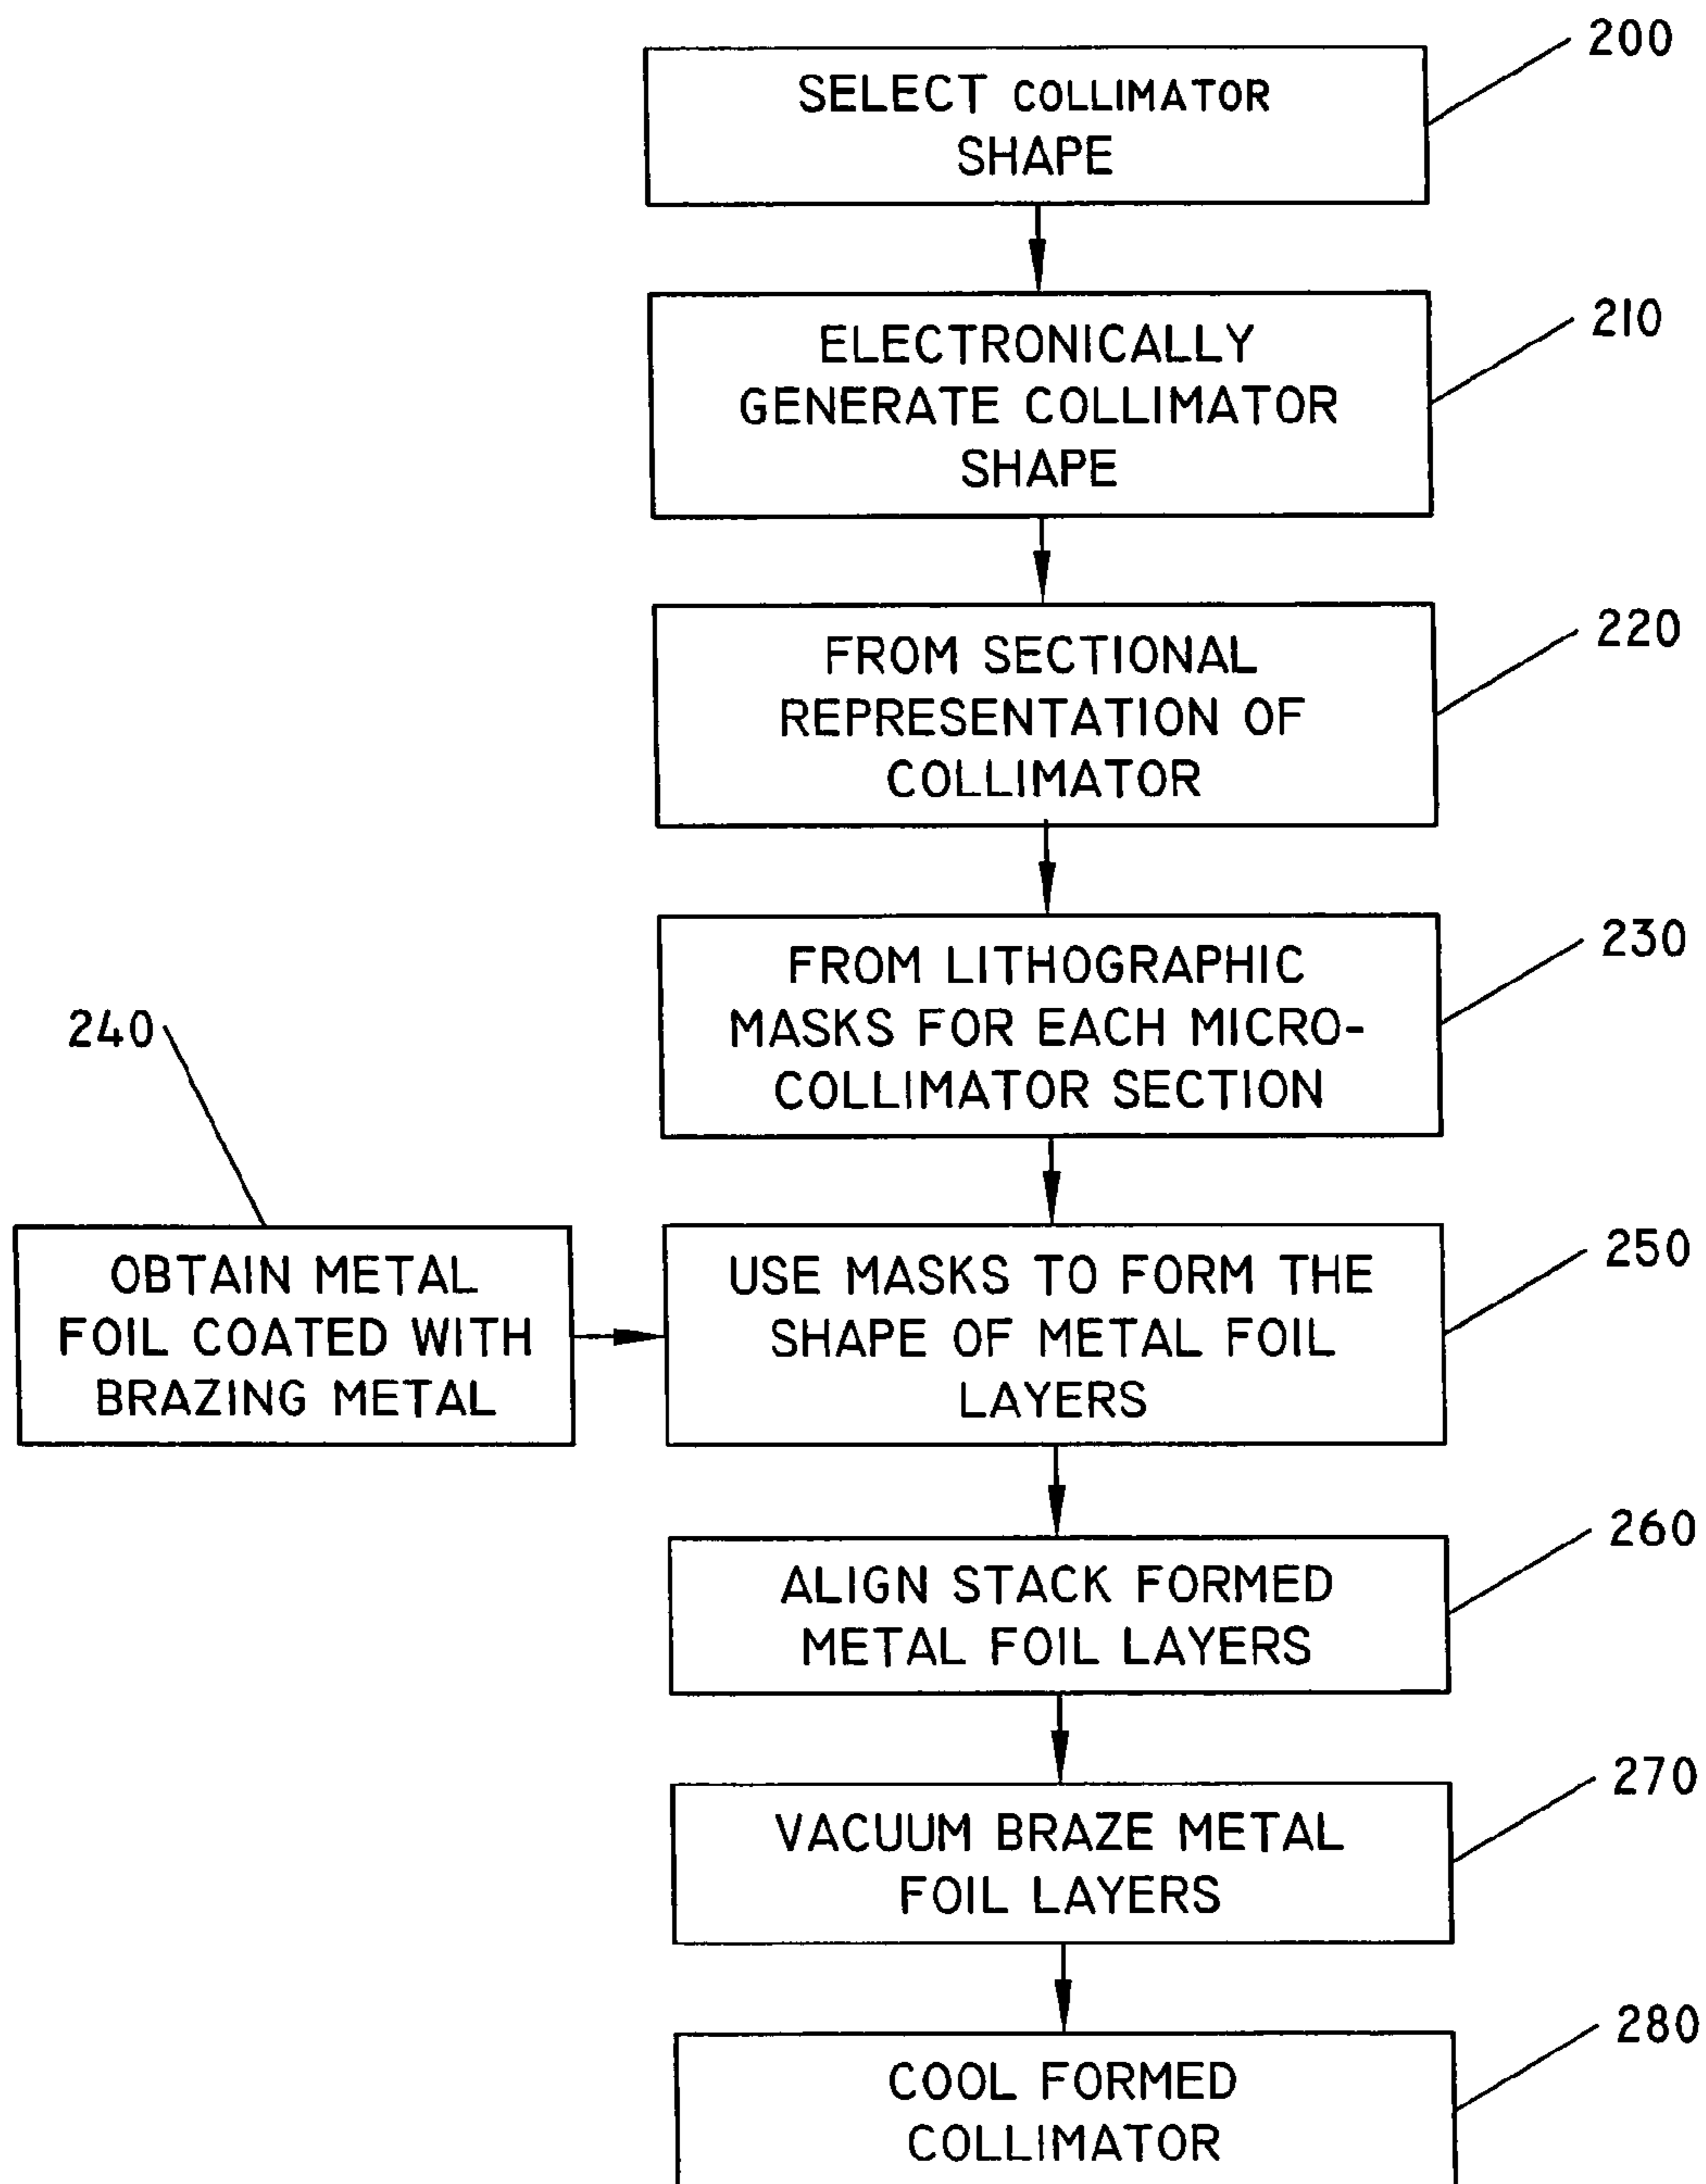 200
SELECT COLLIMATOR
SHAPE
210
ELECTRONICALLY
GENERATE COLLIMATOR
SHAPE
220
FROM SECTIONAL
REPRESENTATION OF
COLLIMATOR
230
FROM LITHOGRAPHIC
MASKS FOR EACH MICRO-
COLLIMATOR SECTION
240
OBTAIN METAL
FOIL COATED WITH
BRAZING METAL
250
USE MASKS TO FORM THE
SHAPE OF METAL FOIL
LAYERS
260
ALIGN STACK FORMED
METAL FOIL LAYERS
270
VACUUM BRAZE METAL
FOIL LAYERS
280
COOL FORMED
COLLIMATOR